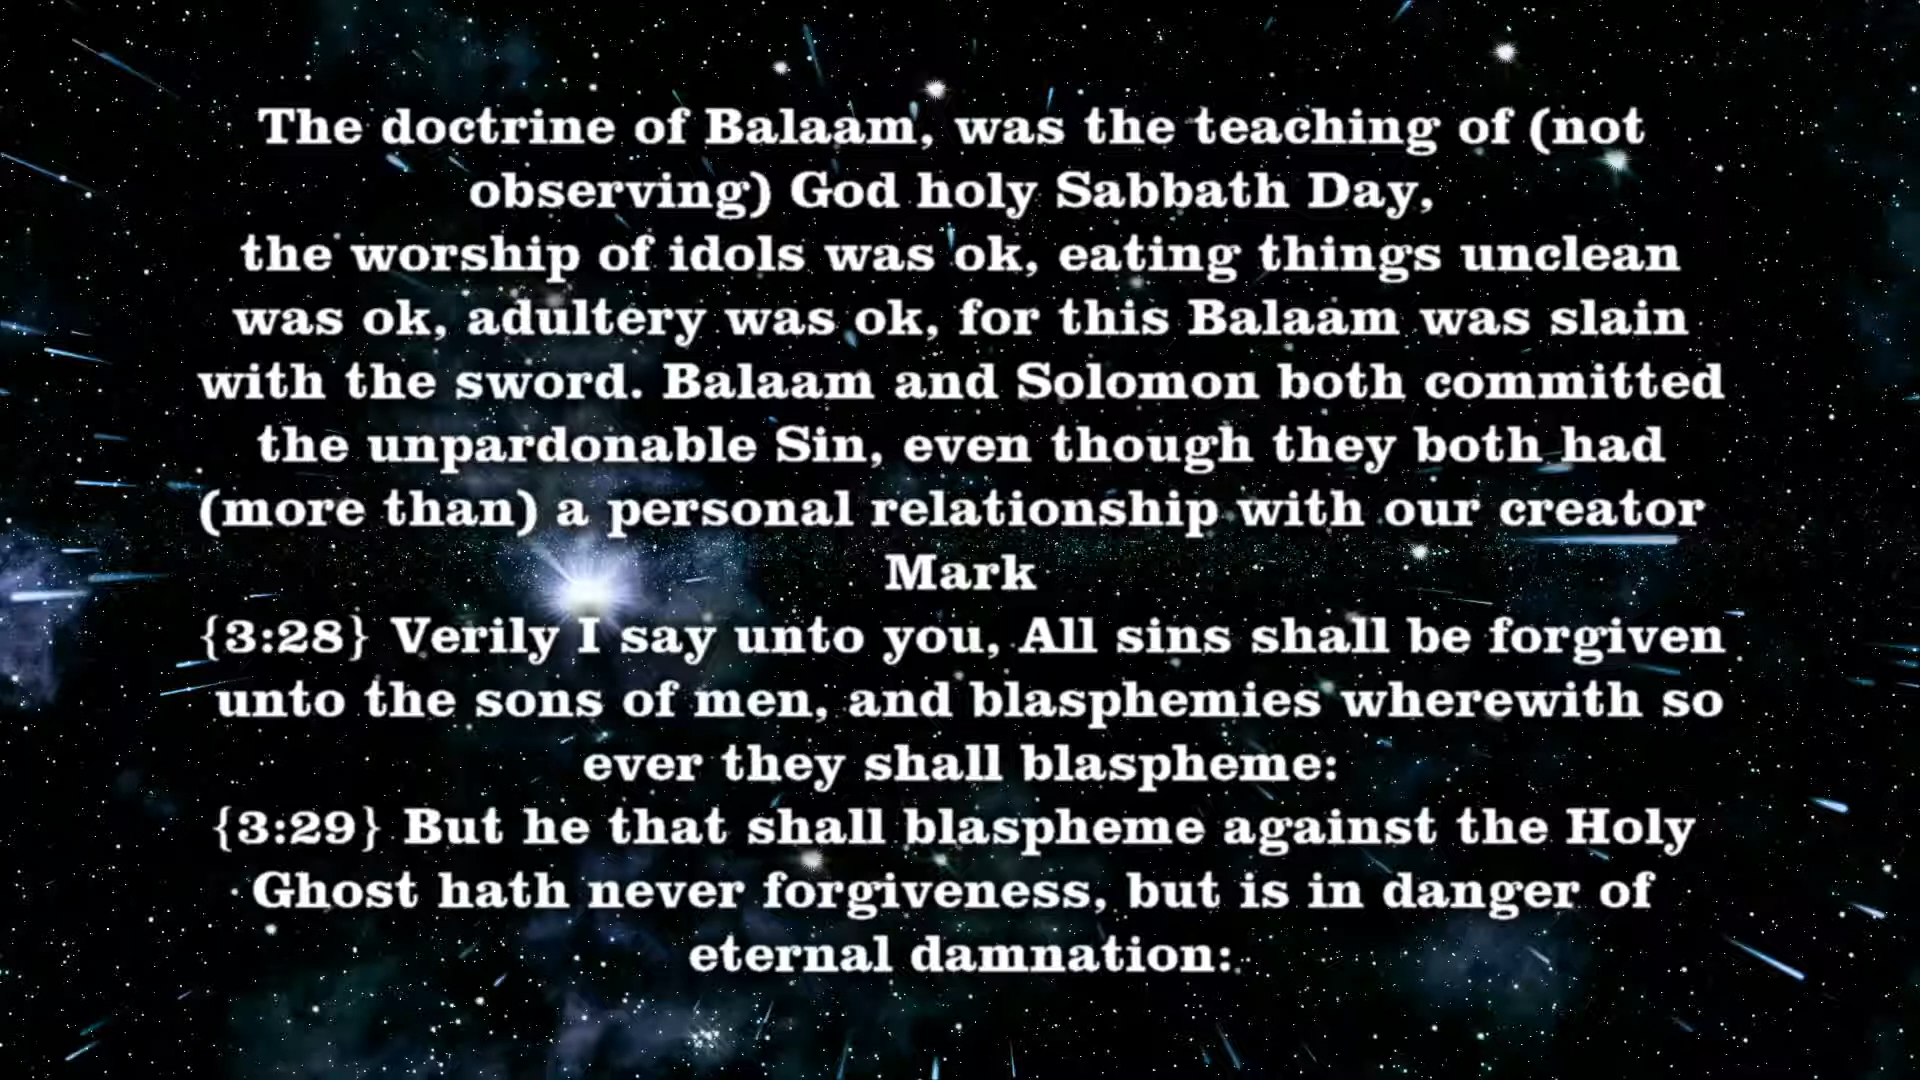 The doctrine of Balaam, was the teaching of (not
observing) God holy Sabbath Day,
the worship of idols was ok, eating things unclean
was ok, adultery was ok, for this Balaam was slain
with the sword. Balaam and Solomon both committed
the unpardonable Sin, even though they both had
(more than) a personal relationship with our creator
Mark
{3:28} Verily I say unto you, All sins shall be forgiven
unto the sons of men, and blasphemies wherewith so
ever they shall blaspheme:
{3:29} But he that shall blaspheme against the Holy
Ghost hath never forgiveness, but is in danger of
eternal damnation: